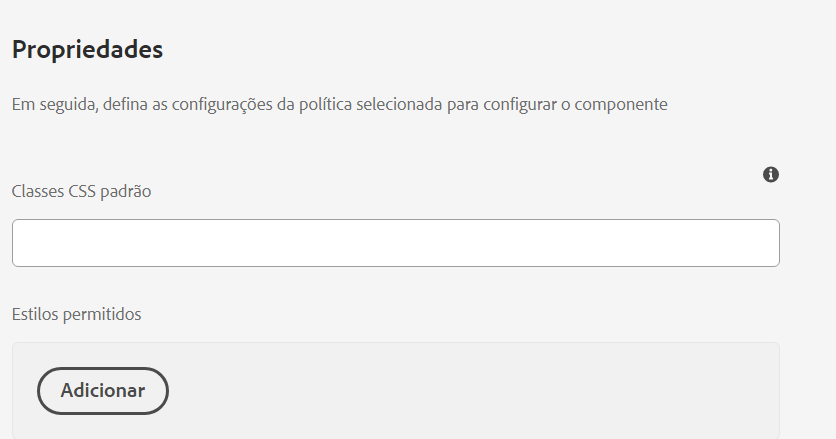 Propriedades
Em seguida, defina as configurações da política selecionada para configurar o componente
Classes CSS padrão
Estilos permitidos
Adicionar